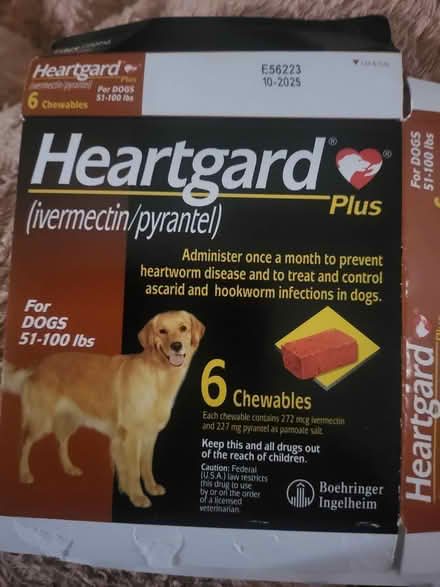 Heartgard
Plus
(ivermectin/pyrantel)
6 Chewables
For DOGS
51-100 lbs
E56223
10-2025
Heartgard®
®
Plus
(ivermectin/pyrantel)
Administer once a month to prevent
heartworm disease and to treat and control
ascarid and hookworm infections in dogs.
For
DOGS
51-100 lbs
6 Chewables
Each chewable contains 272 mcg ivermectin
and 227 mg pyrantel as pamoate salt.
Keep this and all drugs out
of the reach of children.
Caution: Federal
(U.S.A.) law restricts
this drug to use
by or on the order
of a licensed
veterinarian.
Boehringer
Ingelheim
For DOGS
51-100 lbs
Heartgard